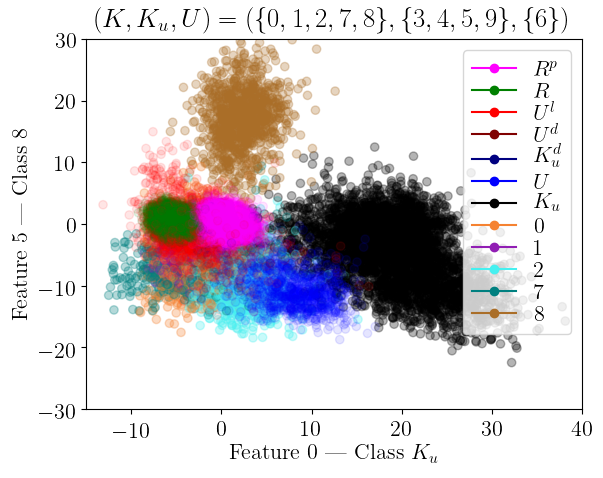 (K, K_u, U) = ({0, 1, 2, 7, 8}, {3, 4, 5, 9}, {6})
30
20
10
0
−10
−20
−30
Feature 5 — Class 8
−10
0
10
20
30
40
Feature 0 — Class K_u
R^p
R
U^l
U^d
K_u^d
U
K_u
0
1
2
7
8